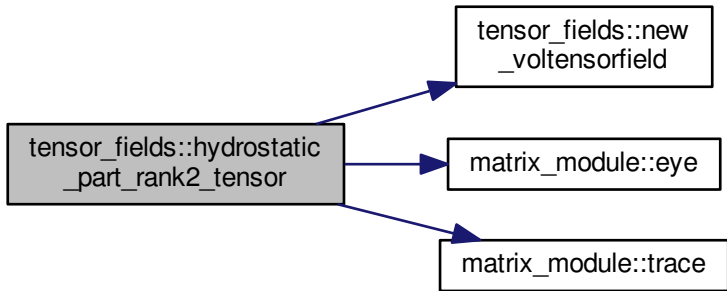 tensor_fields::hydrostatic
_part_rank2_tensor
tensor_fields::new
_voltensorfield
matrix_module::eye
matrix_module::trace